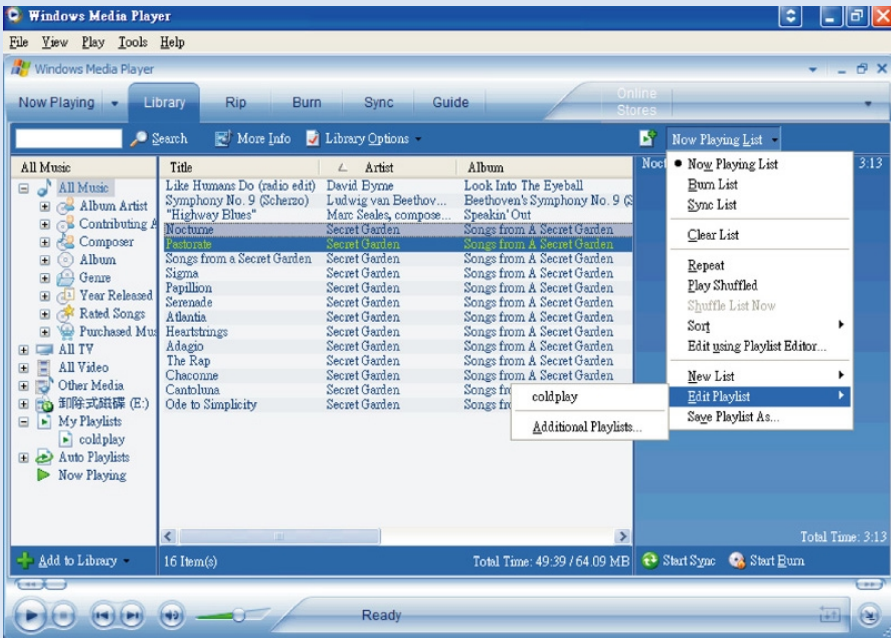 Windows Media Player
File View Play Tools Help
Windows Media Player
Now Playing Library Rip Burn Sync Guide Online Stores
Search More Info Library Options Now Playing List
All Music
All Music
Album Artist
Contributing A
Composer
Album
Genre
Year Released
Rated Songs
Purchased Mus
All TV
All Video
Other Media
卸除式磁碟 (E:)
My Playlists
coldplay
Auto Playlists
Now Playing
Title Artist Album
Like Humans Do (radio edit) David Byrne Look Into The Eyeball
Symphony No. 9 (Scherzo) Ludwig van Beethov... Beethoven's Symphony No. 9 (S
"Highway Blues" Marc Seales, compose... Speakin' Out
Nocturne Secret Garden Songs from A Secret Garden
Pastorale Secret Garden Songs from A Secret Garden
Songs from a Secret Garden Secret Garden Songs from A Secret Garden
Sigma Secret Garden Songs from A Secret Garden
Papillion Secret Garden Songs from A Secret Garden
Serenade Secret Garden Songs from A Secret Garden
Atlantia Secret Garden Songs from A Secret Garden
Heartstrings Secret Garden Songs from A Secret Garden
Adagio Secret Garden Songs from A Secret Garden
The Rap Secret Garden Songs from A Secret Garden
Chaconne Secret Garden Songs from A Secret Garden
Cantoluna Secret Garden Songs fr
Ode to Simplicity Secret Garden Songs fr
Noct 3:13
Now Playing List
Burn List
Sync List
Clear List
Repeat
Play Shuffled
Shuffle List Now
Sort
Edit using Playlist Editor...
New List
Edit Playlist
Save Playlist As...
coldplay
Additional Playlists...
Total Time: 3:13
Add to Library 16 Item(s) Total Time: 49:39 / 64.09 MB Start Sync Start Burn
Ready